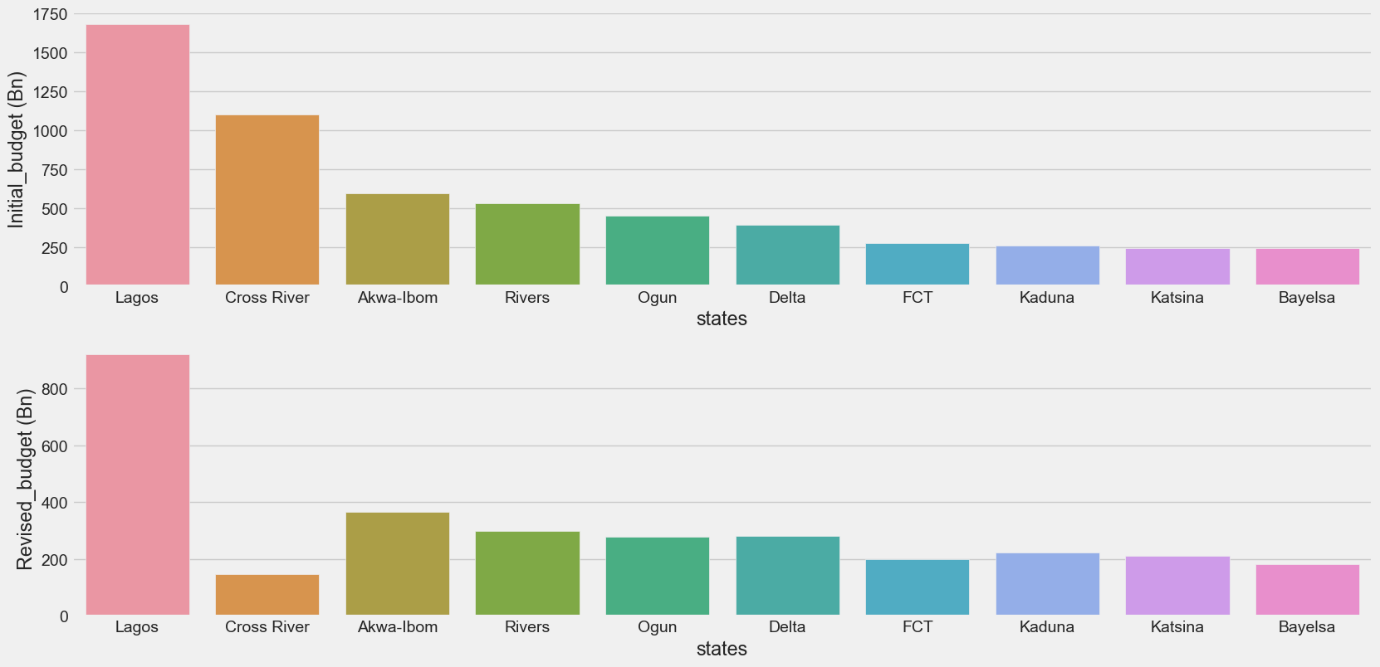 Initial_budget (Bn)
1750
1500
1250
1000
750
500
250
0
Lagos Cross River Akwa-Ibom Rivers Ogun Delta FCT Kaduna Katsina Bayelsa
states
Revised_budget (Bn)
800
600
400
200
0
Lagos Cross River Akwa-Ibom Rivers Ogun Delta FCT Kaduna Katsina Bayelsa
states